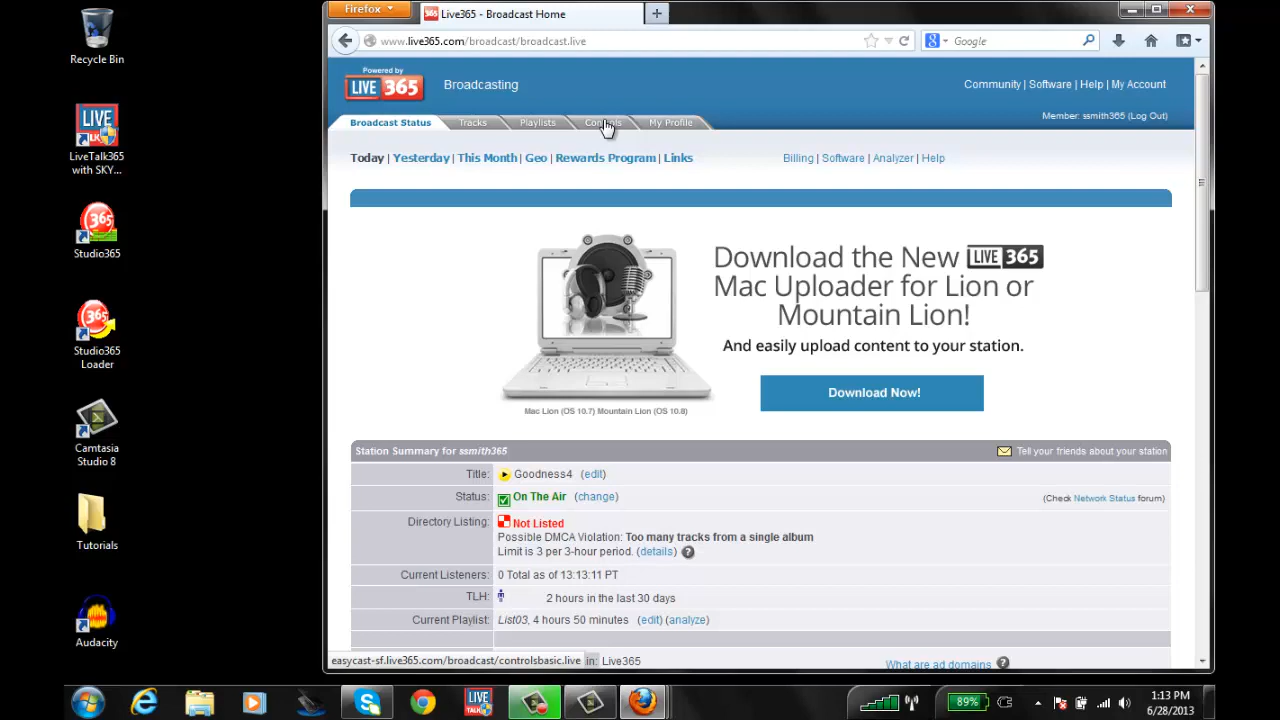 Recycle Bin
LIVE
LiveTalk365
with SKY...
365
Studio365
365
Studio365
Loader
Camtasia
Studio 8
Tutorials
Audacity
Firefox
365 Live365 - Broadcast Home
www.live365.com/broadcast/broadcast.live
Google
Powered by
LIVE 365
Broadcasting
Community | Software | Help | My Account
Member: ssmith365 (Log Out)
Broadcast Status
Tracks
Playlists
Controls
My Profile
Today | Yesterday | This Month | Geo | Rewards Program | Links
Billing | Software | Analyzer | Help
Download the New LIVE 365
Mac Uploader for Lion or
Mountain Lion!
And easily upload content to your station.
Download Now!
Mac Lion (OS 10.7) Mountain Lion (OS 10.8)
Station Summary for ssmith365
Tell your friends about your station
Title: Goodness4 (edit)
Status: On The Air (change)
(Check Network Status forum)
Directory Listing: Not Listed
Possible DMCA Violation: Too many tracks from a single album
Limit is 3 per 3-hour period. (details) ?
Current Listeners: 0 Total as of 13:13:11 PT
TLH: 2 hours in the last 30 days
Current Playlist: List03, 4 hours 50 minutes (edit) (analyze)
easycast-sf.live365.com/broadcast/controlsbasic.live
in: Live365
What are ad domains ?
LIVE
89%
1:13 PM
6/28/2013